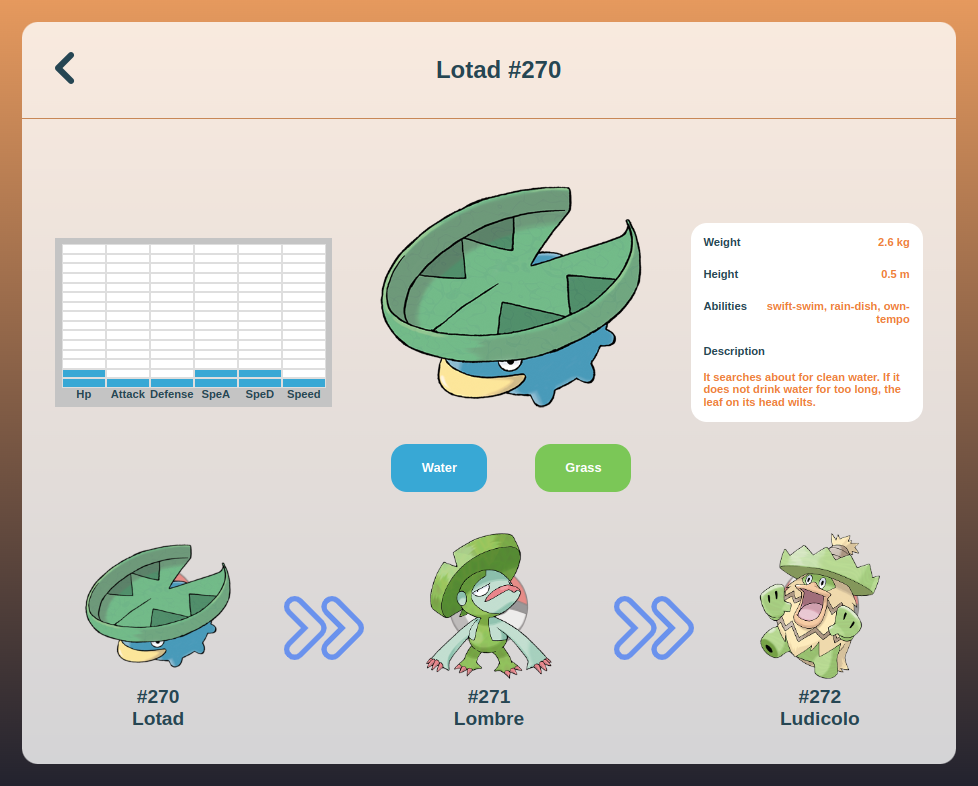 Lotad #270
Hp Attack Defense SpeA SpeD Speed
Weight 2.6 kg
Height 0.5 m
Abilities swift-swim, rain-dish, own-
tempo
Description
It searches about for clean water. If it
does not drink water for too long, the
leaf on its head wilts.
Water Grass
#270 #271 #272
Lotad Lombre Ludicolo